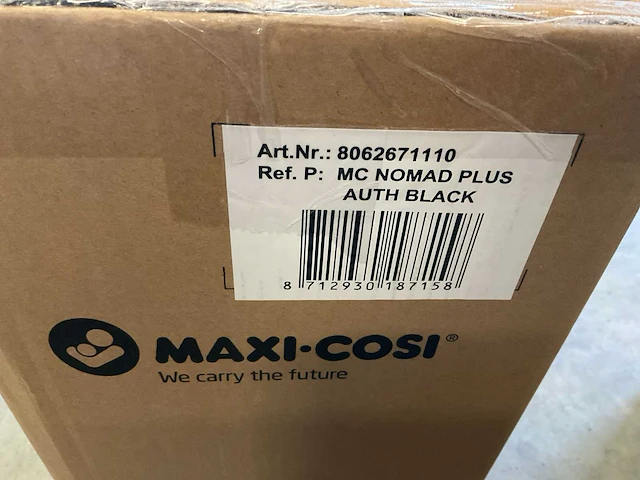 Art.Nr.: 8062671110
Ref. P: MC NOMAD PLUS
AUTH BLACK
8 712930 187158
MAXI·COSI®
We carry the future